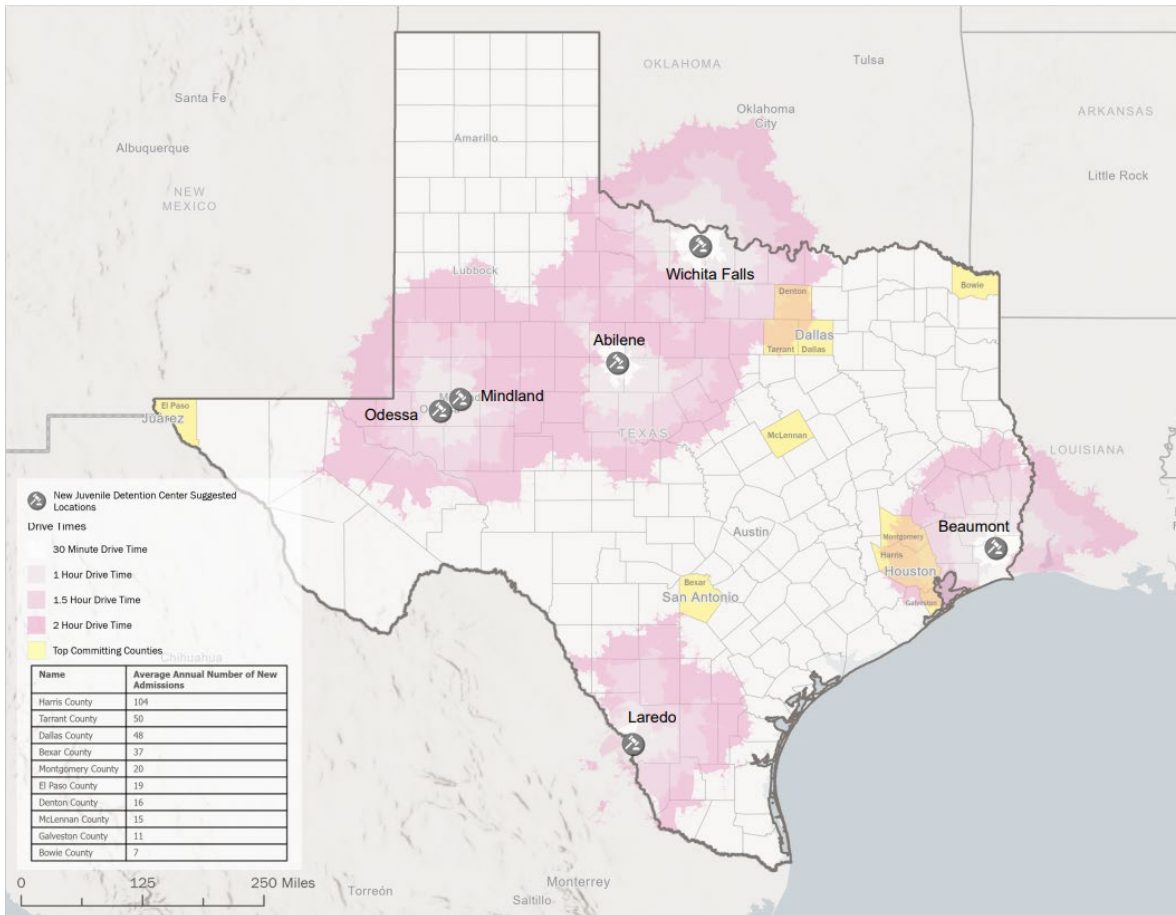 OKLAHOMA
Tulsa
Santa Fe
Oklahoma
City
ARKANSAS
Amarillo
Albuquerque
Little Rock
NEW
MEXICO
Wichita Falls
Lubbock
Bowie
Denton
Abilene
Dallas
Tarrant
Dallas
Mindland
Odessa
El Paso
Juárez
TEXAS
McLennan
LOUISIANA
Austin
Beaumont
Montgomery
Harris
Houston
Bexar
San Antonio
Galveston
Laredo
New Juvenile Detention Center Suggested
Locations
Drive Times
30 Minute Drive Time
1 Hour Drive Time
1.5 Hour Drive Time
2 Hour Drive Time
Top Committing Counties
Chihuahua
Name Average Annual Number of New
Admissions
Harris County 104
Tarrant County 50
Dallas County 48
Bexar County 37
Montgomery County 20
El Paso County 19
Denton County 16
McLennan County 15
Galveston County 11
Bowie County 7
0 125 250 Miles
Torreón
Monterrey
Saltillo